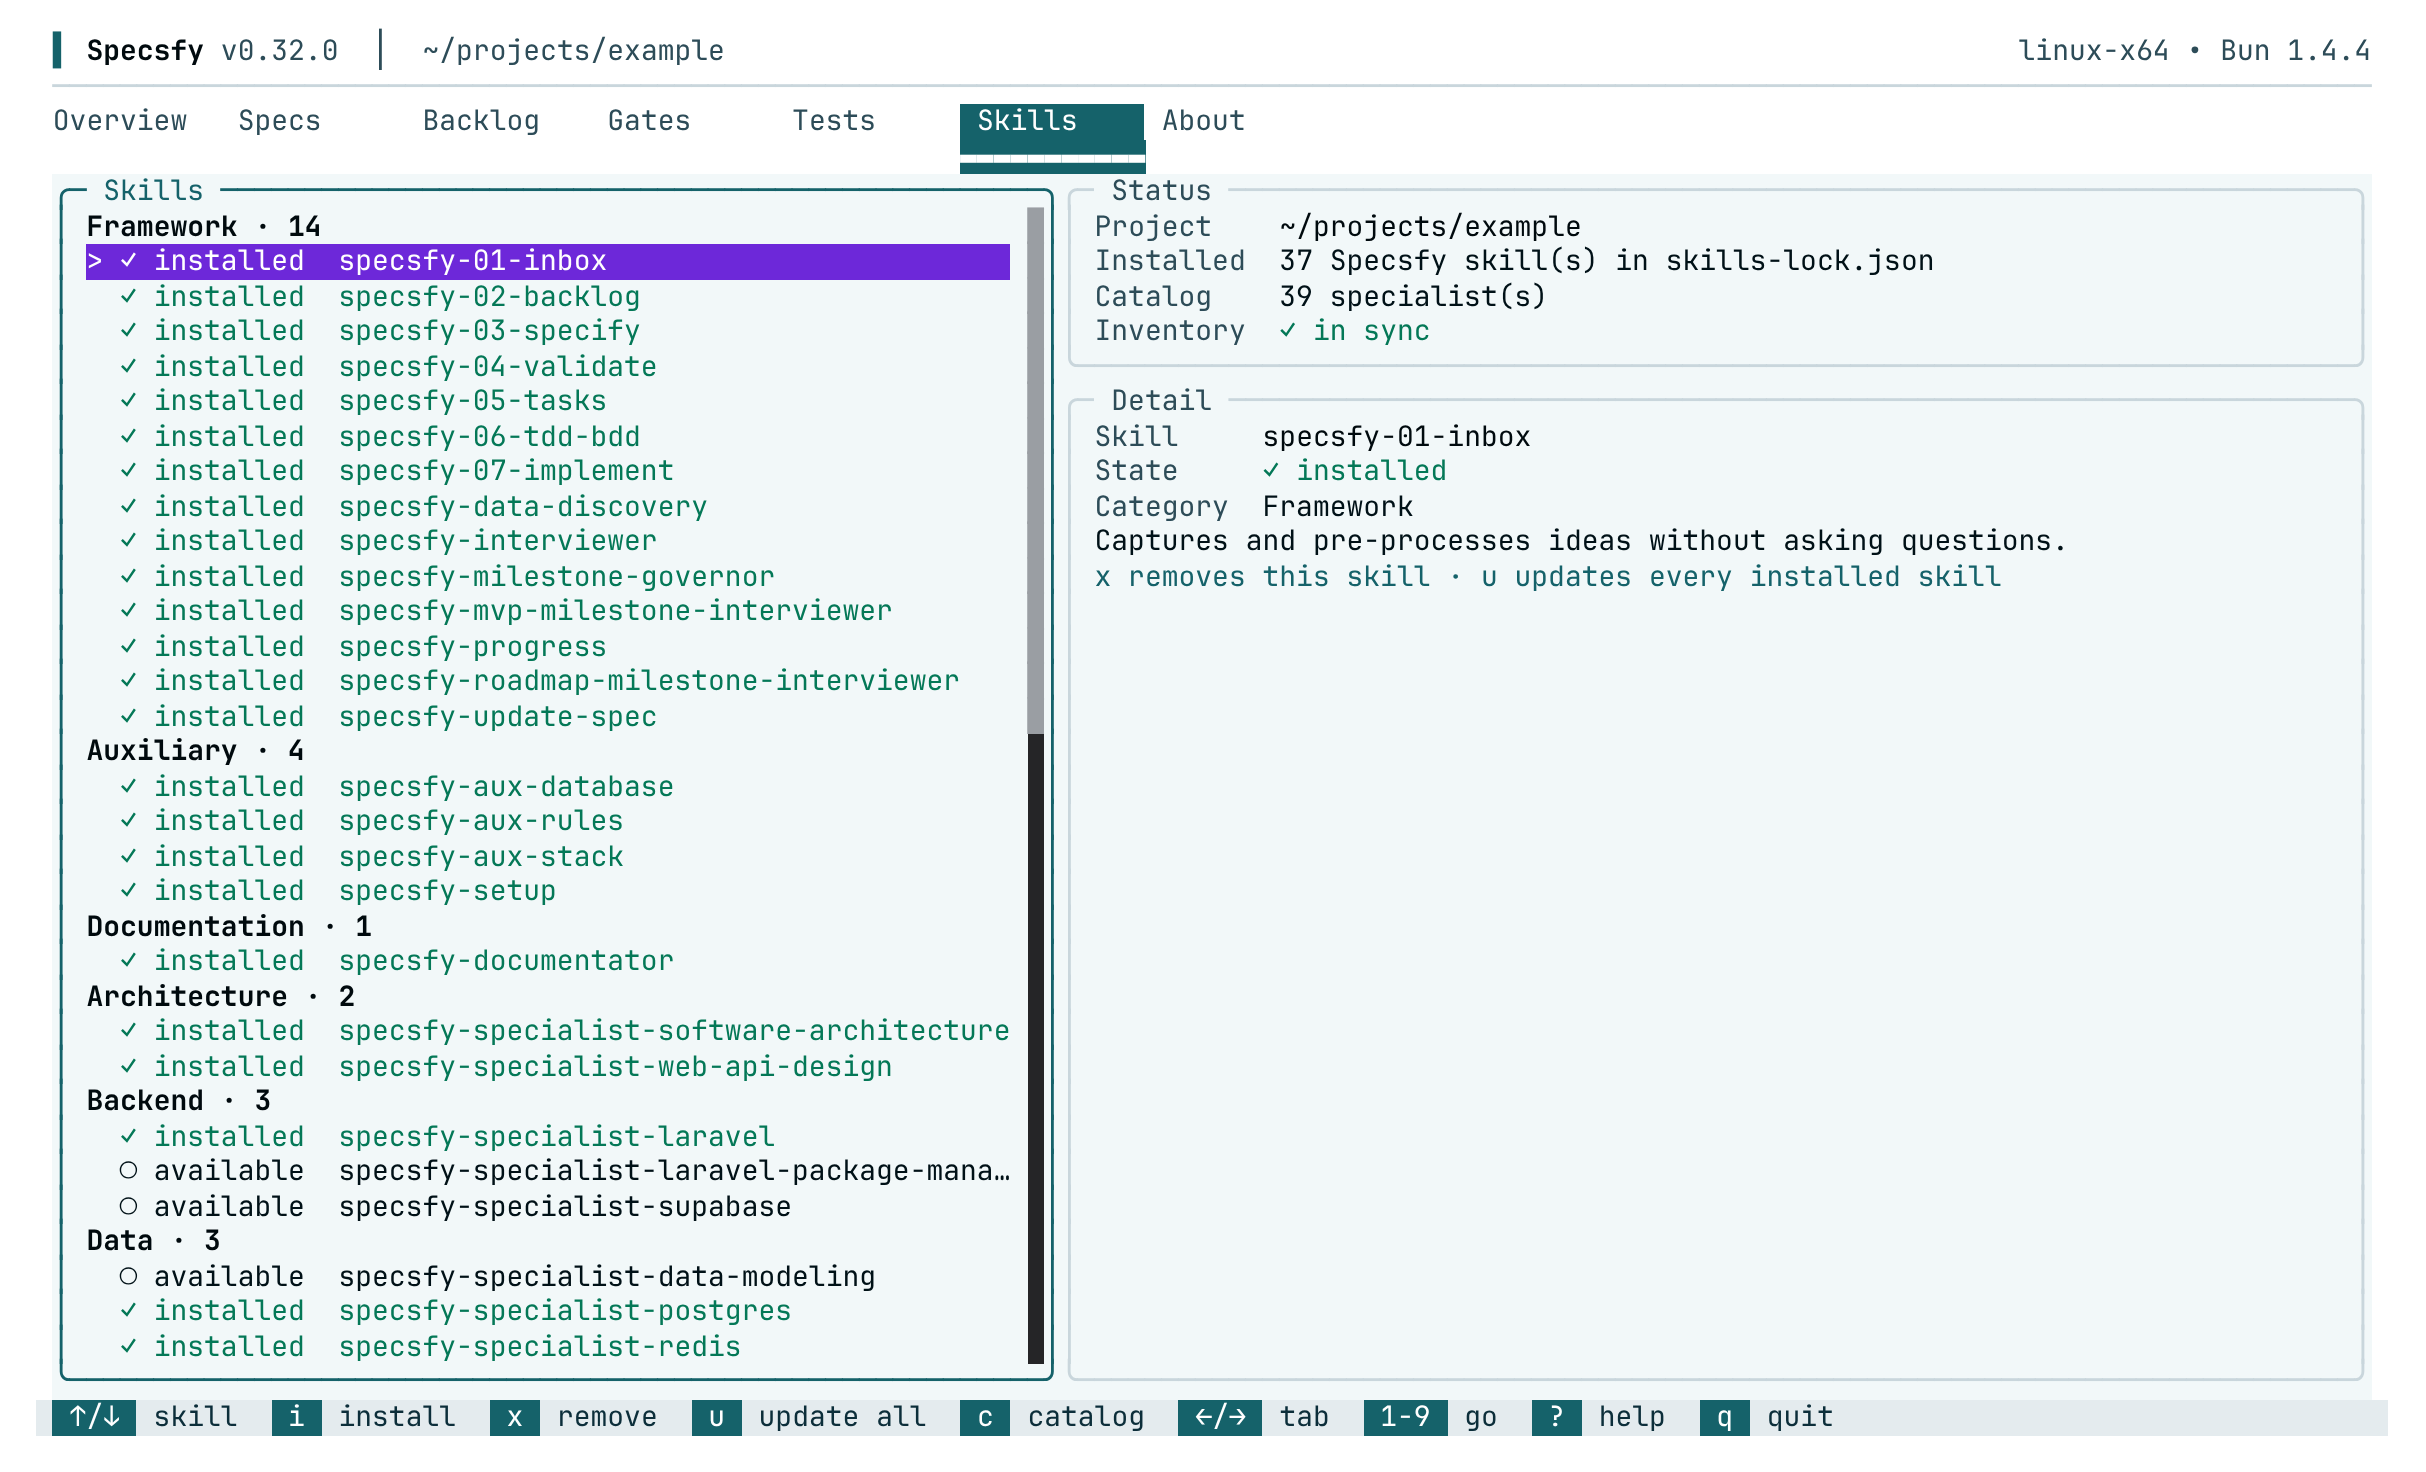 Specsfy v0.32.0 │ ~/projects/example linux-x64 • Bun 1.4.4
Overview Specs Backlog Gates Tests Skills About
Skills
Framework · 14
> ✓ installed specsfy-01-inbox
✓ installed specsfy-02-backlog
✓ installed specsfy-03-specify
✓ installed specsfy-04-validate
✓ installed specsfy-05-tasks
✓ installed specsfy-06-tdd-bdd
✓ installed specsfy-07-implement
✓ installed specsfy-data-discovery
✓ installed specsfy-interviewer
✓ installed specsfy-milestone-governor
✓ installed specsfy-mvp-milestone-interviewer
✓ installed specsfy-progress
✓ installed specsfy-roadmap-milestone-interviewer
✓ installed specsfy-update-spec
Auxiliary · 4
✓ installed specsfy-aux-database
✓ installed specsfy-aux-rules
✓ installed specsfy-aux-stack
✓ installed specsfy-setup
Documentation · 1
✓ installed specsfy-documentator
Architecture · 2
✓ installed specsfy-specialist-software-architecture
✓ installed specsfy-specialist-web-api-design
Backend · 3
✓ installed specsfy-specialist-laravel
○ available specsfy-specialist-laravel-package-mana…
○ available specsfy-specialist-supabase
Data · 3
○ available specsfy-specialist-data-modeling
✓ installed specsfy-specialist-postgres
✓ installed specsfy-specialist-redis
Status
Project ~/projects/example
Installed 37 Specsfy skill(s) in skills-lock.json
Catalog 39 specialist(s)
Inventory ✓ in sync
Detail
Skill specsfy-01-inbox
State ✓ installed
Category Framework
Captures and pre-processes ideas without asking questions.
x removes this skill · u updates every installed skill
↑/↓ skill i install x remove u update all c catalog ←/→ tab 1-9 go ? help q quit